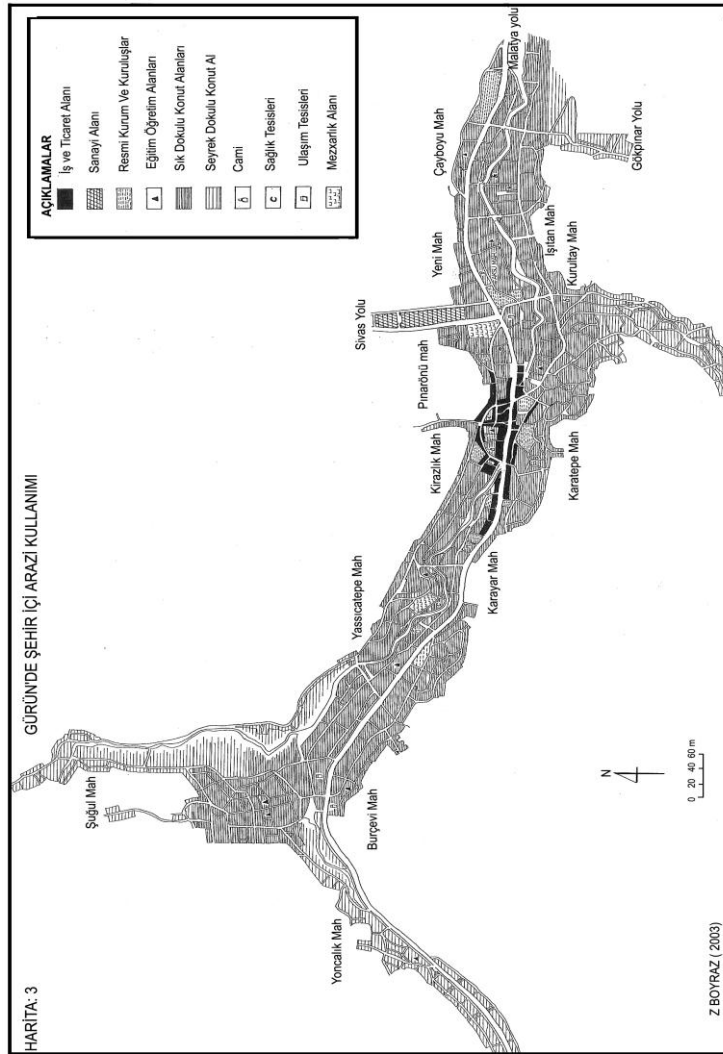 HARİTA: 3
GÜRÜN'DE ŞEHİR İÇİ ARAZİ KULLANIMI
AÇIKLAMALAR
İş ve Ticaret Alanı
Sanayi Alanı
Resmi Kurum Ve Kuruluşlar
Eğitim Öğretim Alanları
Sık Dokulu Konut Alanları
Seyrek Dokulu Konut Al
Cami
Sağlık Tesisleri
Ulaşım Tesisleri
Mezxarlık Alanı
Şuğul Mah
Yoncalık Mah
Burçevi Mah
Yassıcatepe Mah
Karayar Mah
Kirazlık Mah
Pınarönü mah
Karatepe Mah
Sivas Yolu
Yeni Mah
Kurultay Mah
Işıtan Mah
Çayboyu Mah
Malatya yolu
Gökpınar Yolu
N
0 20 40 60 m
Z BOYRAZ ( 2003)